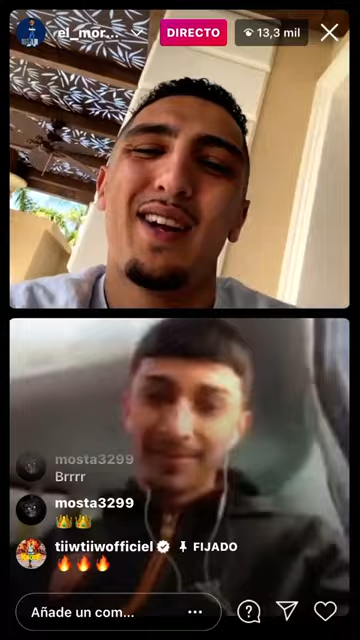 el_mor...
DIRECTO
13,3 mil
mosta3299
Brrrr
mosta3299
👑👑
tiiwtiiwofficiel FIJADO
🔥🔥🔥
Añade un com... ...